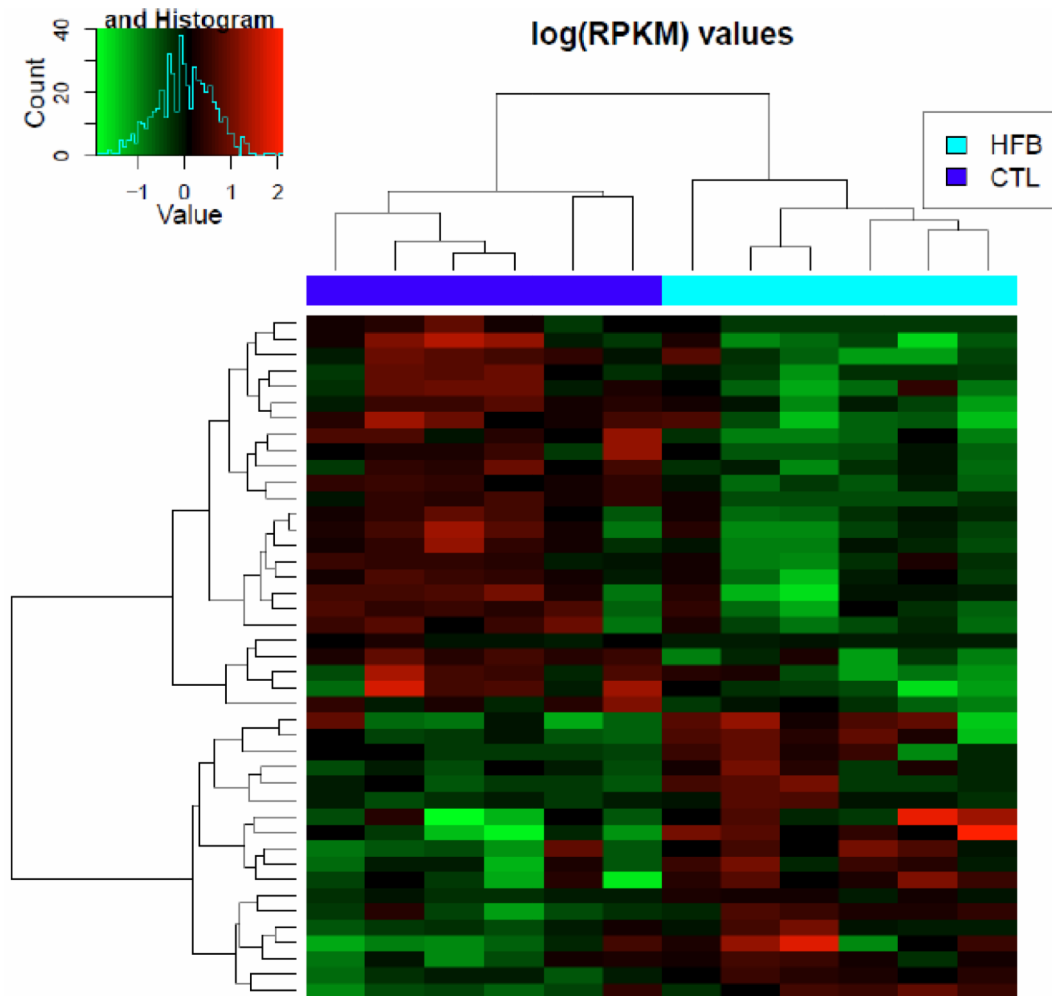 and Histogram
log(RPKM) values
Count
0 20 40
−1 0 1 2
Value
HFB
CTL